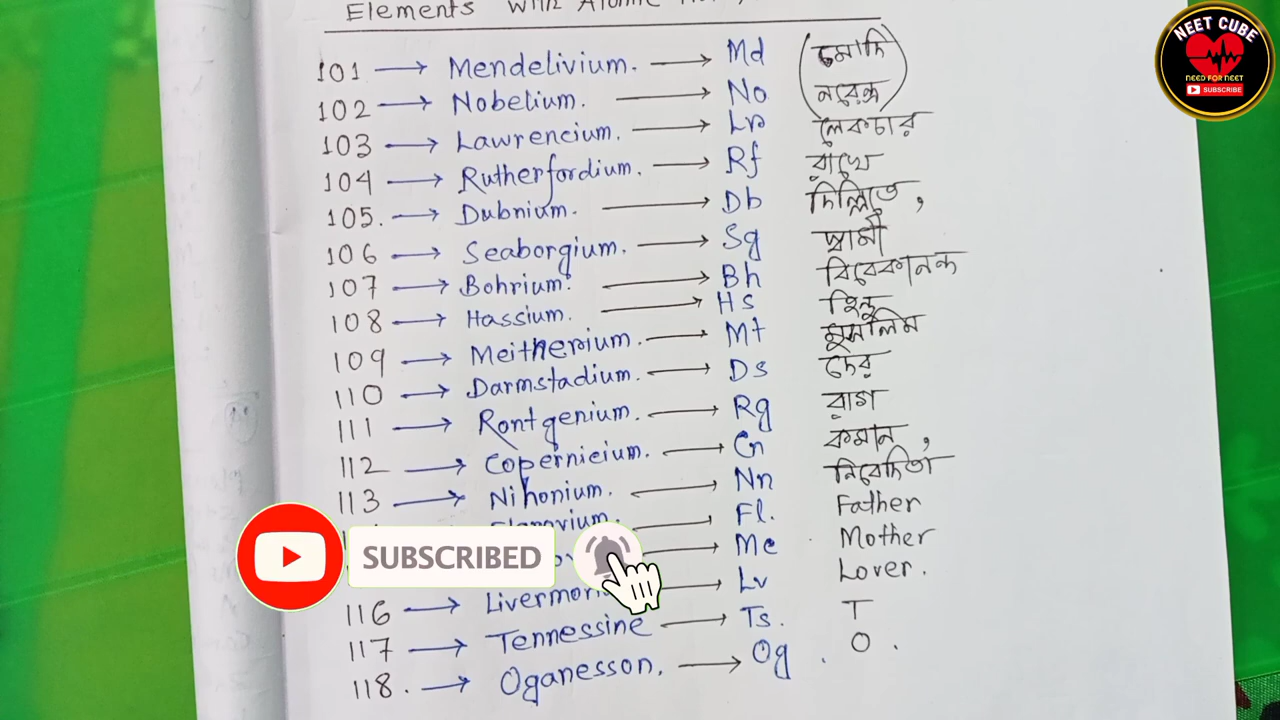 Elements with Atomic
101 → Mendelivium. → Md (মোদি
102 → Nobelium. → No নরেন্দ্র)
103 → Lawrencium. → Lr লেকচার
104 → Rutherfordium. → Rf রাখে
105. → Dubnium. → Db দিল্লিতে,
106 → Seaborgium. → Sg স্বামী
107 → Bohrium. → Bh বিবেকানন্দ
108 → Hassium. → Hs হিন্দু
109 → Meitnerium. → Mt মুসলিম
110 → Darmstadium. → Ds দের
111 → Rontgenium. → Rg রাগ
112 → Copernicium. → Cn কমান,
113 → Nihonium. → Nn নিবেদিতা
→ Fl. Father
→ Mc Mother
116 → → Lv Lover.
117 → Tennessine → Ts. T
118. → Oganesson. → Og. O.
NEET CUBE
NEED FOR NEET
SUBSCRIBE
SUBSCRIBED